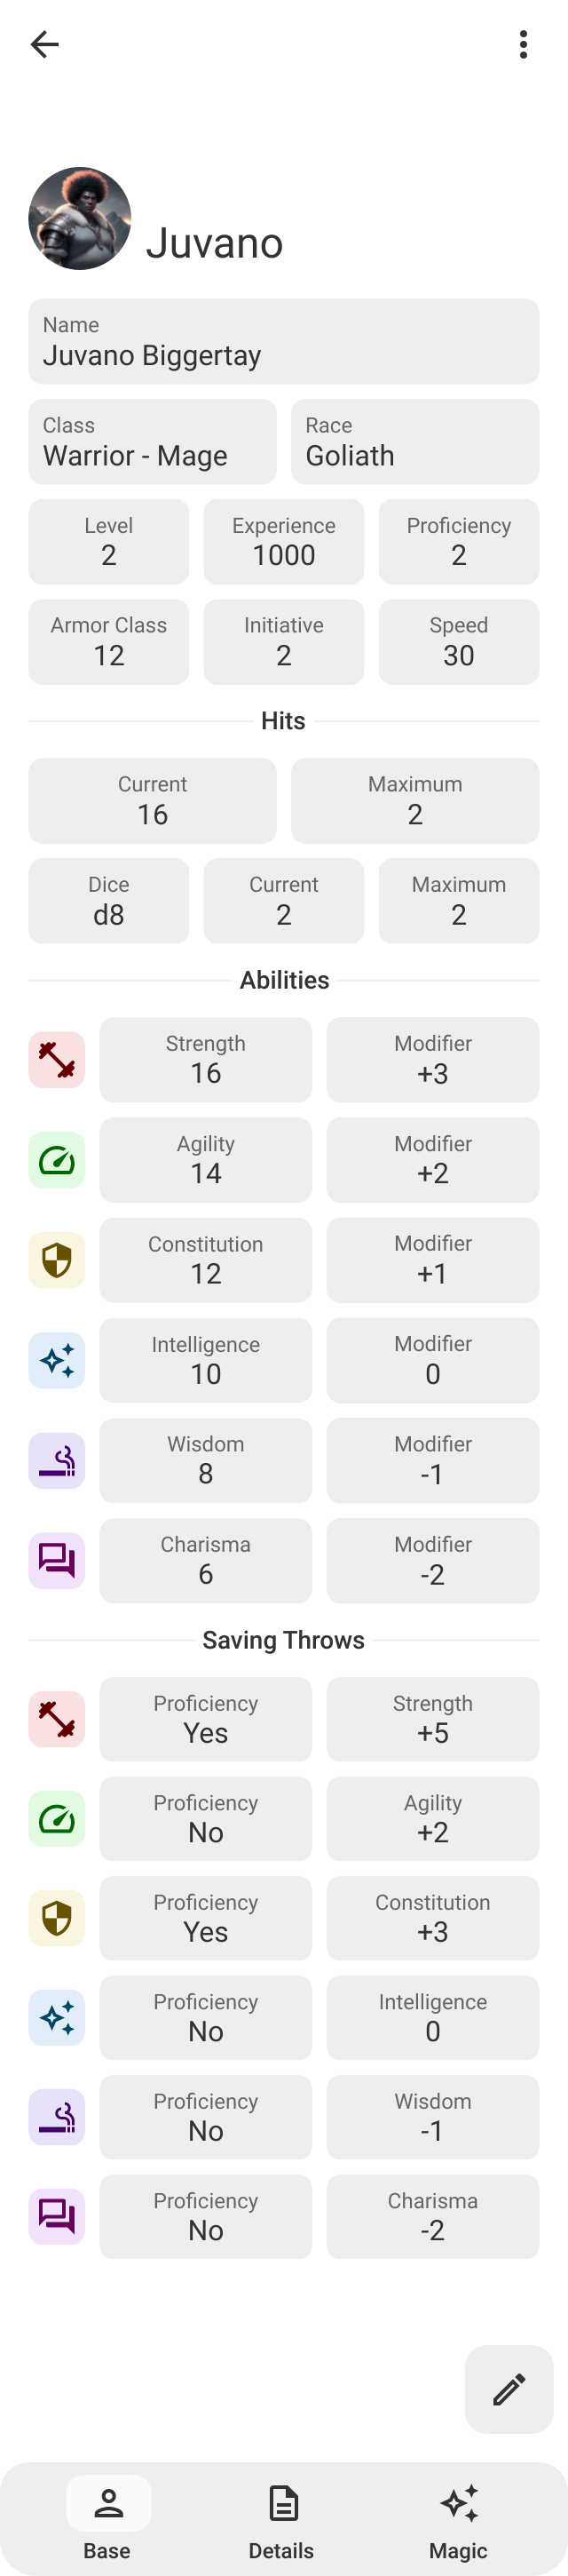 Juvano
Name
Juvano Biggertay
Class Race
Warrior - Mage Goliath
Level Experience Proficiency
2 1000 2
Armor Class Initiative Speed
12 2 30
Hits
Current Maximum
16 2
Dice Current Maximum
d8 2 2
Abilities
Strength Modifier
16 +3
Agility Modifier
14 +2
Constitution Modifier
12 +1
Intelligence Modifier
10 0
Wisdom Modifier
8 -1
Charisma Modifier
6 -2
Saving Throws
Proficiency Strength
Yes +5
Proficiency Agility
No +2
Proficiency Constitution
Yes +3
Proficiency Intelligence
No 0
Proficiency Wisdom
No -1
Proficiency Charisma
No -2
Base Details Magic